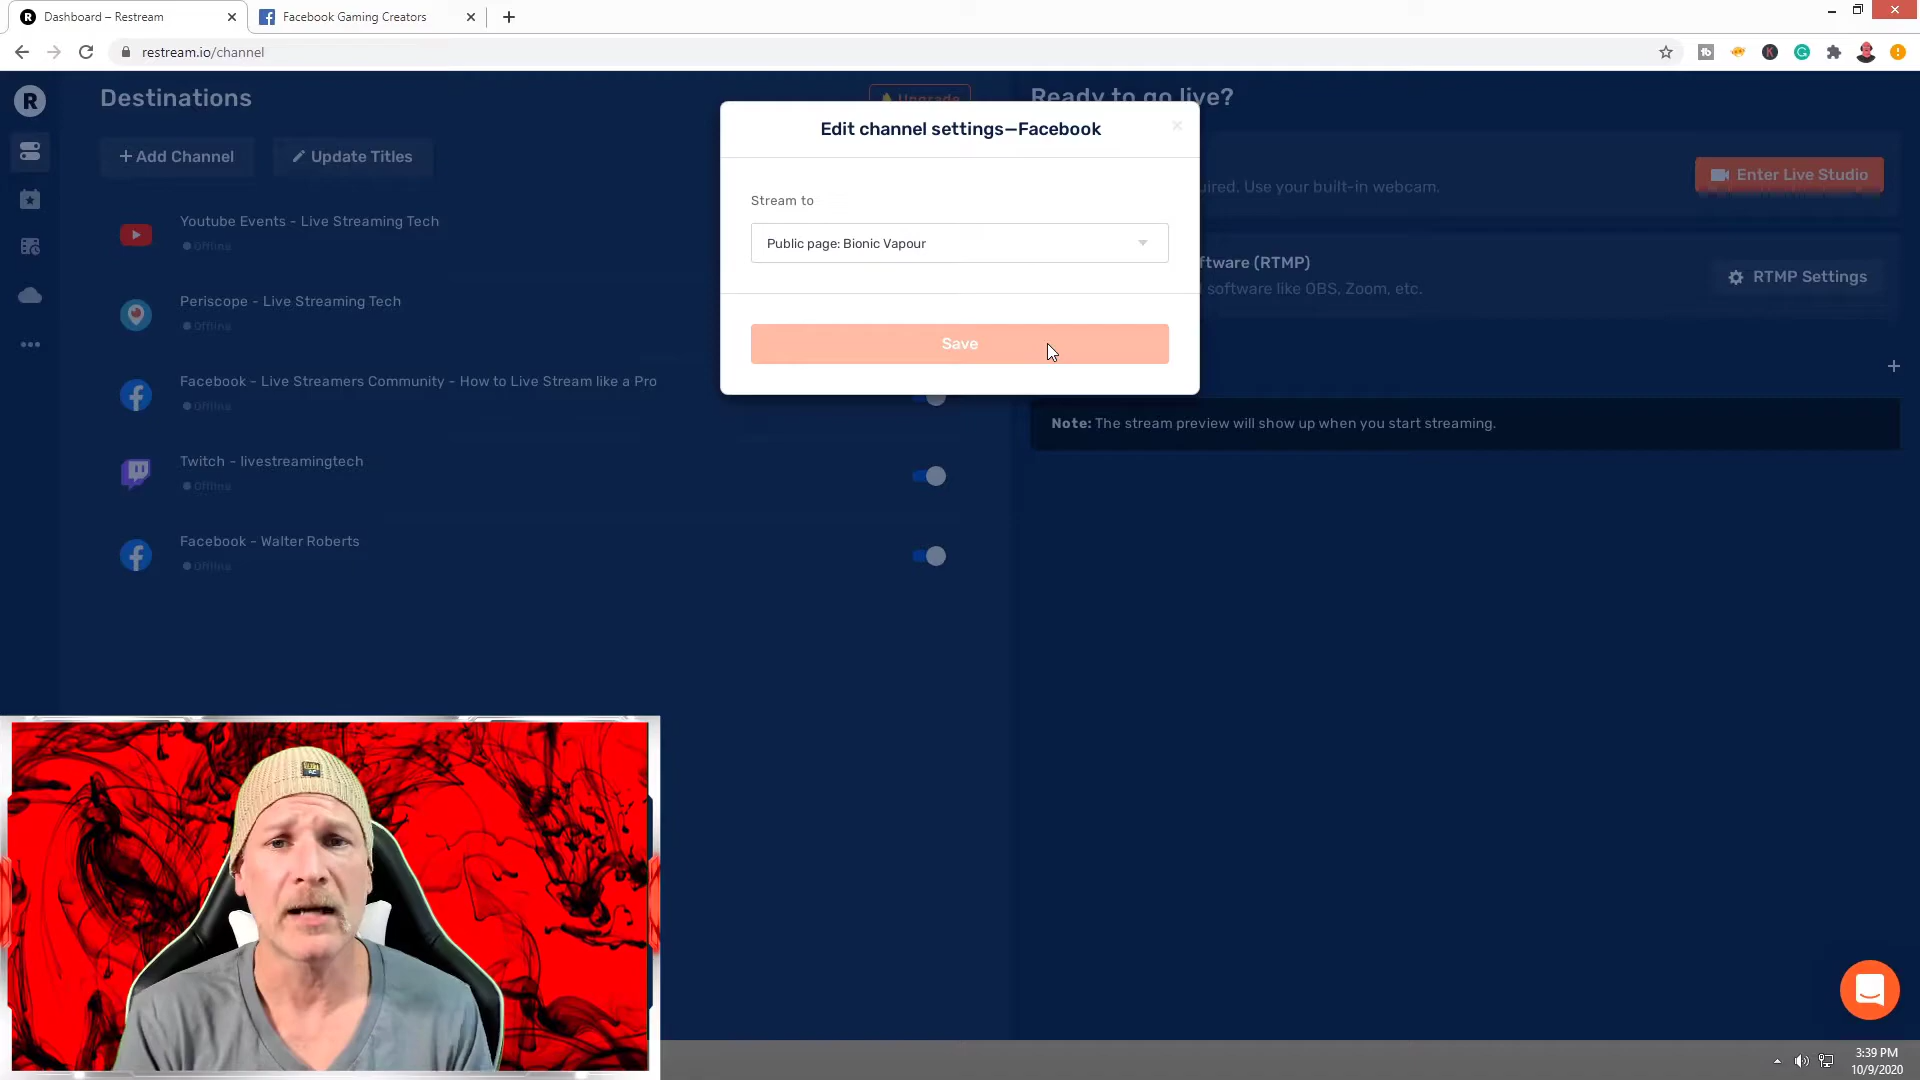 Dashboard – Restream
Facebook Gaming Creators
restream.io/channel
Destinations
Upgrade
Add Channel
Update Titles
Youtube Events - Live Streaming Tech
Offline
Periscope - Live Streaming Tech
Offline
Facebook - Live Streamers Community - How to Live Stream like a Pro
Offline
Twitch - livestreamingtech
Offline
Facebook - Walter Roberts
Offline
Edit channel settings—Facebook
Stream to
Public page: Bionic Vapour
Save
Ready to go live?
Use your built-in webcam.
Enter Live Studio
(RTMP)
software like OBS, Zoom, etc.
RTMP Settings
Note: The stream preview will show up when you start streaming.
3:39 PM
10/9/2020